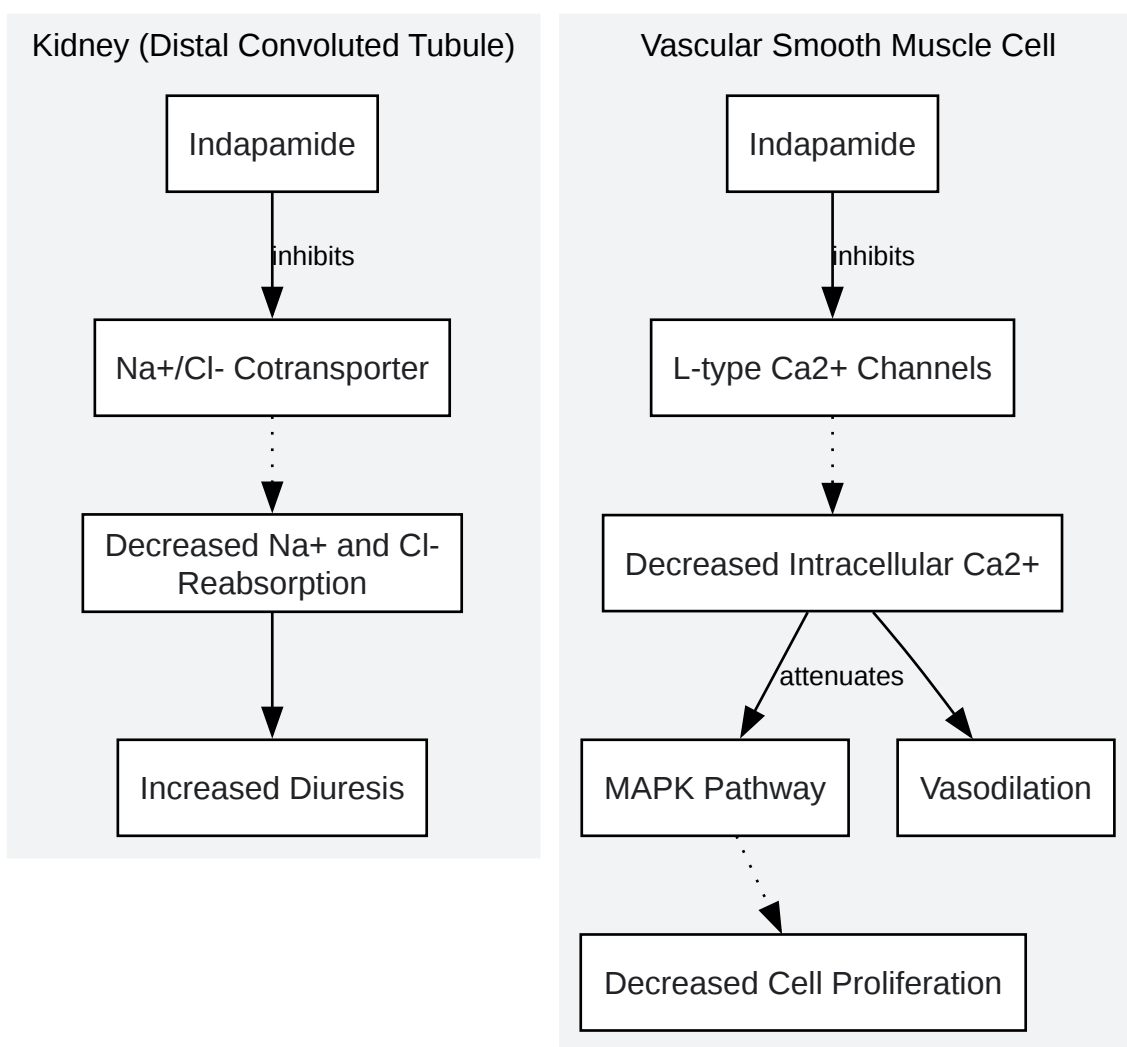 Kidney (Distal Convoluted Tubule)
Indapamide
inhibits
Na+/Cl- Cotransporter
Decreased Na+ and Cl-
Reabsorption
Increased Diuresis
Vascular Smooth Muscle Cell
Indapamide
inhibits
L-type Ca2+ Channels
Decreased Intracellular Ca2+
attenuates
MAPK Pathway
Vasodilation
Decreased Cell Proliferation